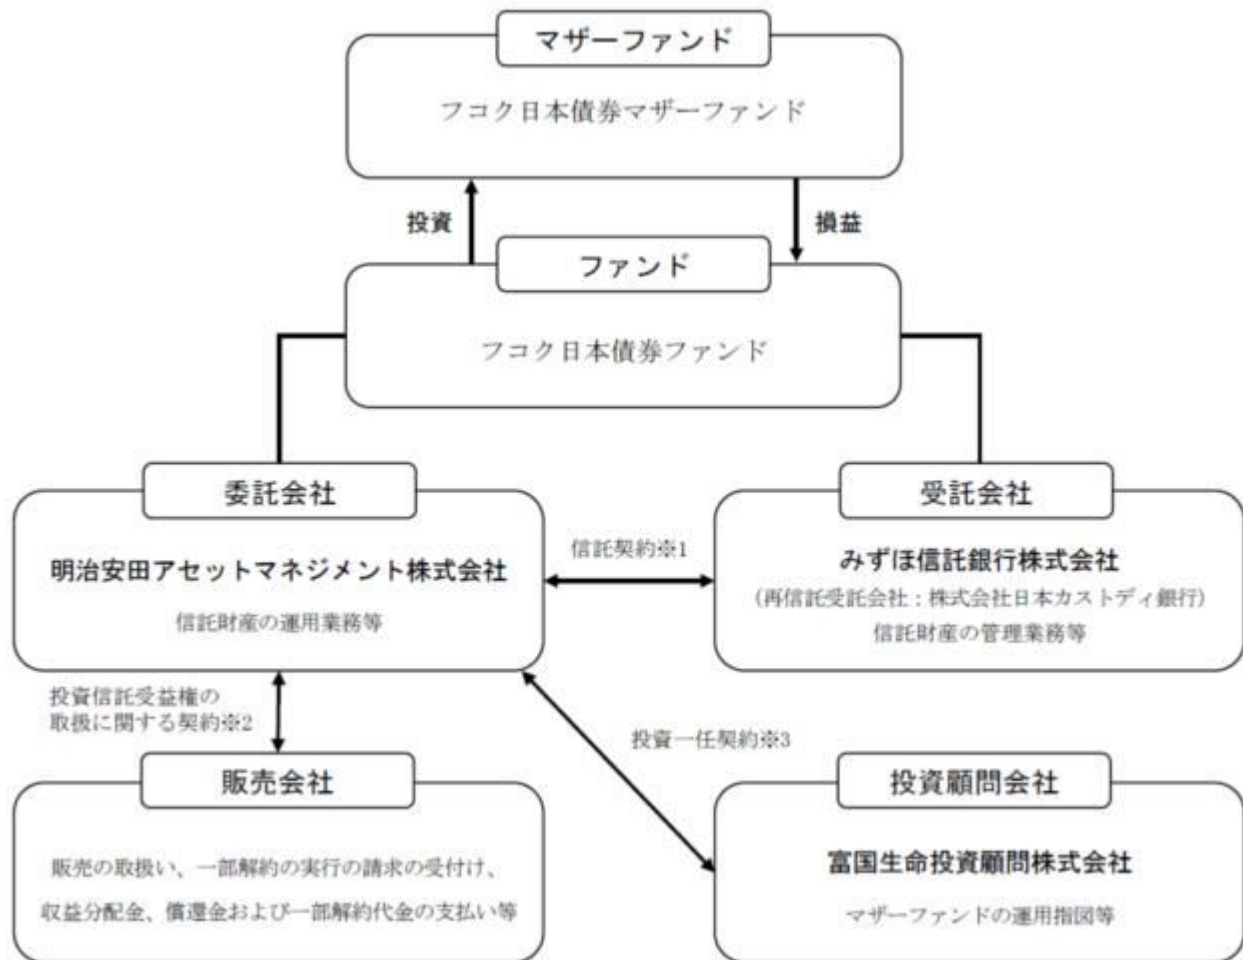 マザーファンド
フコク日本債券マザーファンド
投資
損益
ファンド
フコク日本債券ファンド
委託会社
明治安田アセットマネジメント株式会社
信託財産の運用業務等
信託契約※1
受託会社
みずほ信託銀行株式会社
(再信託受託会社：株式会社日本カストディ銀行)
信託財産の管理業務等
投資信託受益権の
取扱に関する契約※2
投資一任契約※3
販売会社
販売の取扱い、一部解約の実行の請求の受付け、
収益分配金、償還金および一部解約代金の支払い等
投資顧問会社
富国生命投資顧問株式会社
マザーファンドの運用指図等